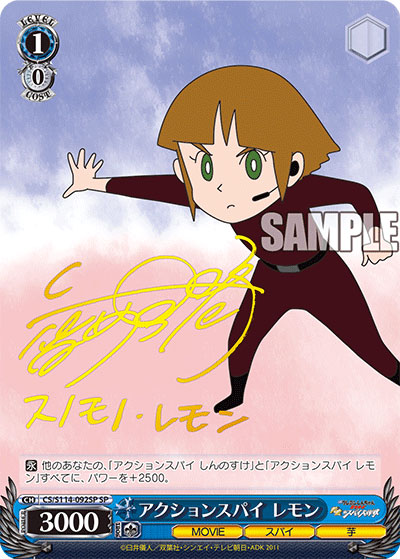 LEVEL
1
0
COST
SAMPLE
スノモノ・レモン
永 他のあなたの、「アクションスパイ しんのすけ」と「アクションスパイ レモン」すべてに、パワーを+2500。
CH
CS/S114-092SP SP
POWER
3000
アクションスパイ レモン
MOVIE
スパイ
芋
©臼井儀人/双葉社・シンエイ・テレビ朝日・ADK 2011